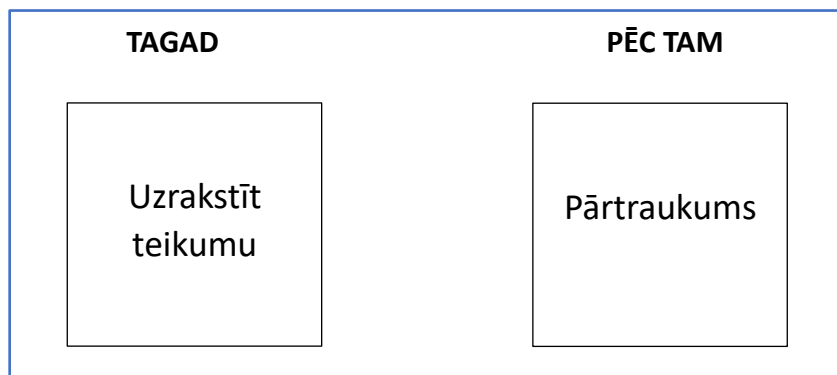 TAGAD
PĒC TAM
Uzrakstīt
teikumu
Pārtraukums